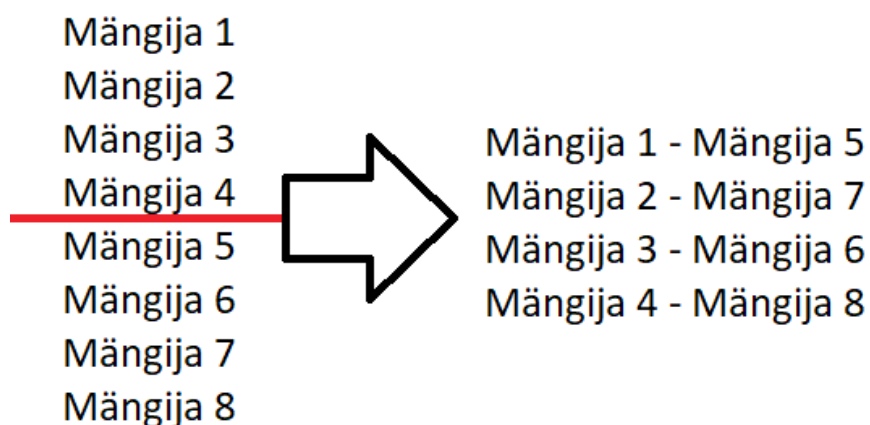 Mängija 1
Mängija 2
Mängija 3
Mängija 4
Mängija 5
Mängija 6
Mängija 7
Mängija 8
Mängija 1 - Mängija 5
Mängija 2 - Mängija 7
Mängija 3 - Mängija 6
Mängija 4 - Mängija 8